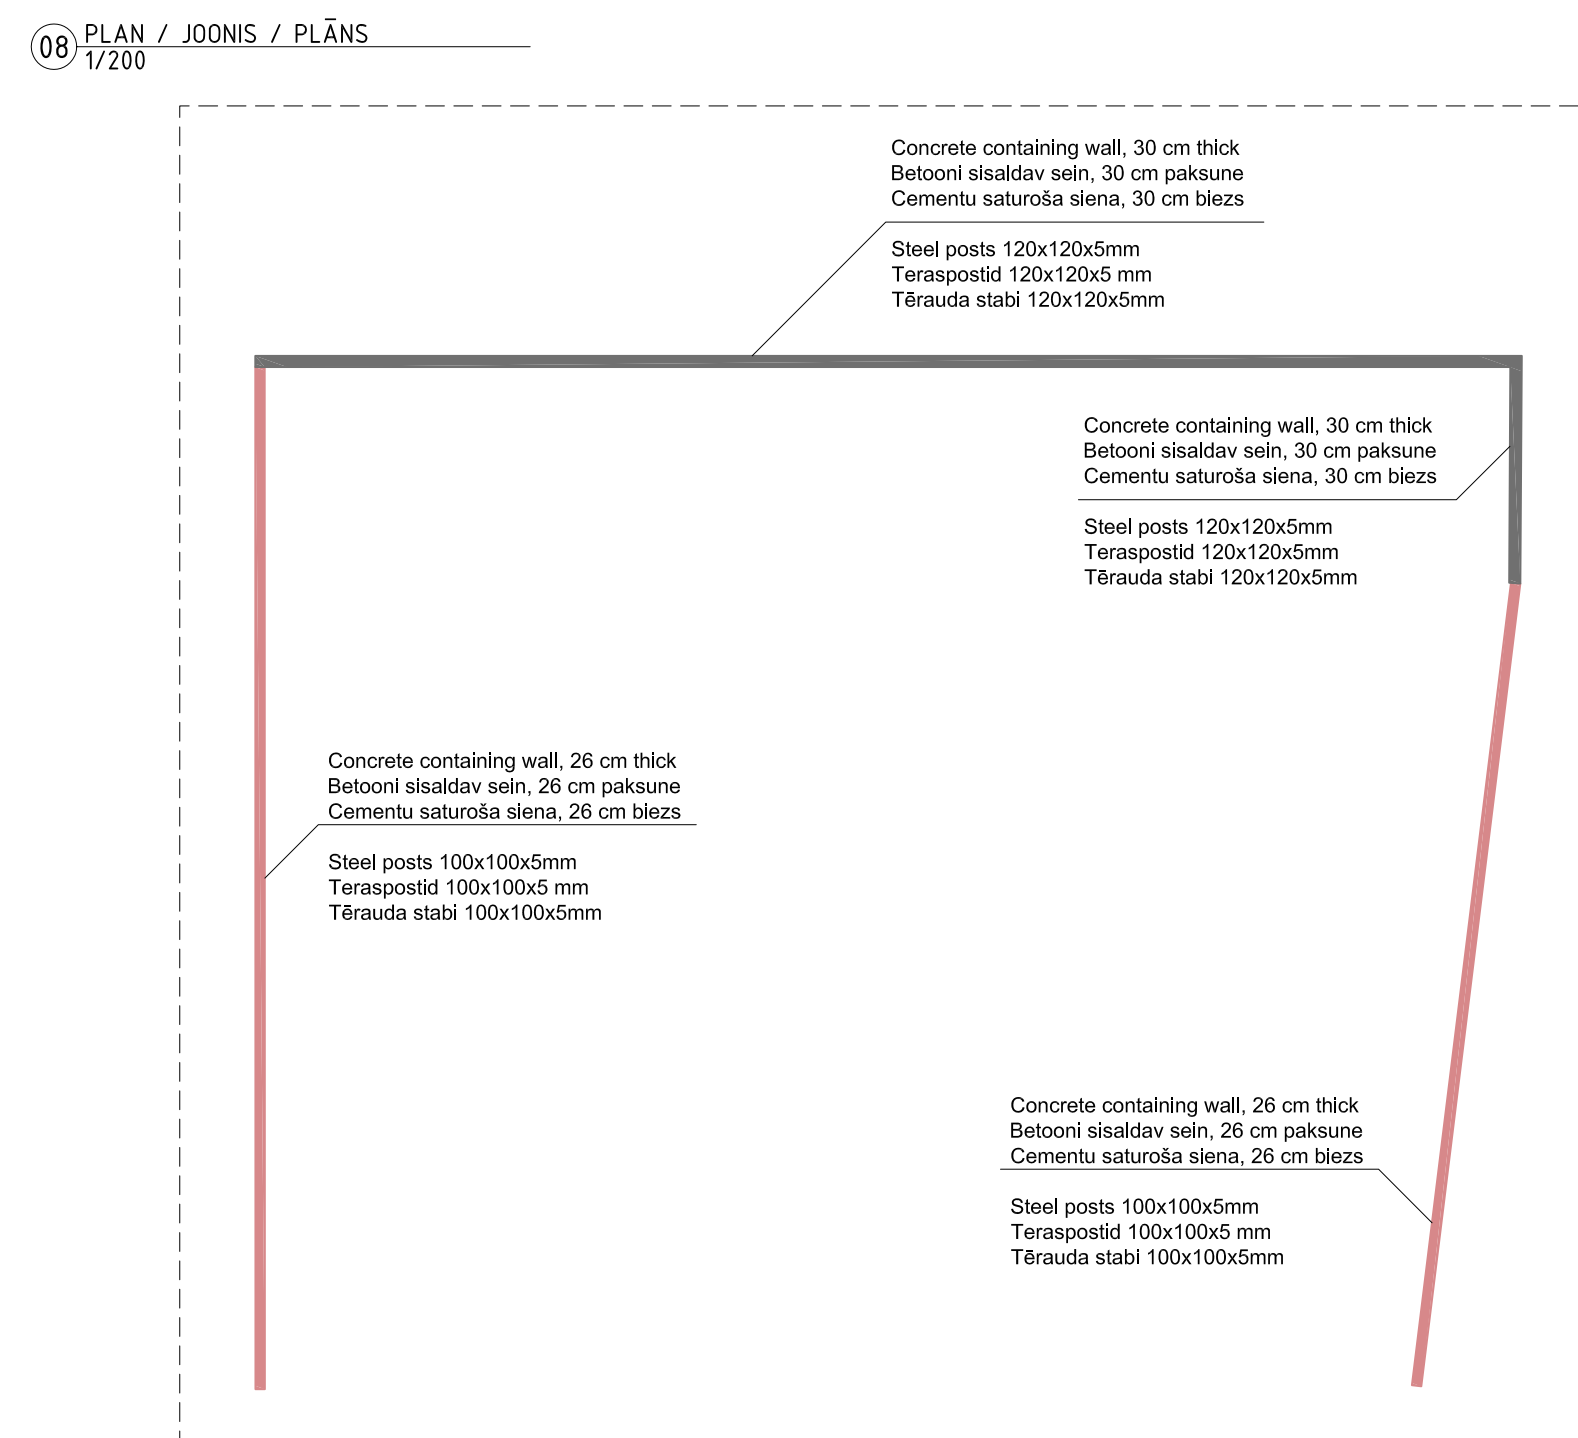 08 PLAN / JOONIS / PLĀNS
1/200
Concrete containing wall, 30 cm thick
Betooni sisaldav sein, 30 cm paksune
Cementu saturoša siena, 30 cm biezs
Steel posts 120x120x5mm
Teraspostid 120x120x5 mm
Tērauda stabi 120x120x5mm
Concrete containing wall, 30 cm thick
Betooni sisaldav sein, 30 cm paksune
Cementu saturoša siena, 30 cm biezs
Steel posts 120x120x5mm
Teraspostid 120x120x5mm
Tērauda stabi 120x120x5mm
Concrete containing wall, 26 cm thick
Betooni sisaldav sein, 26 cm paksune
Cementu saturoša siena, 26 cm biezs
Steel posts 100x100x5mm
Teraspostid 100x100x5 mm
Tērauda stabi 100x100x5mm
Concrete containing wall, 26 cm thick
Betooni sisaldav sein, 26 cm paksune
Cementu saturoša siena, 26 cm biezs
Steel posts 100x100x5mm
Teraspostid 100x100x5 mm
Tērauda stabi 100x100x5mm